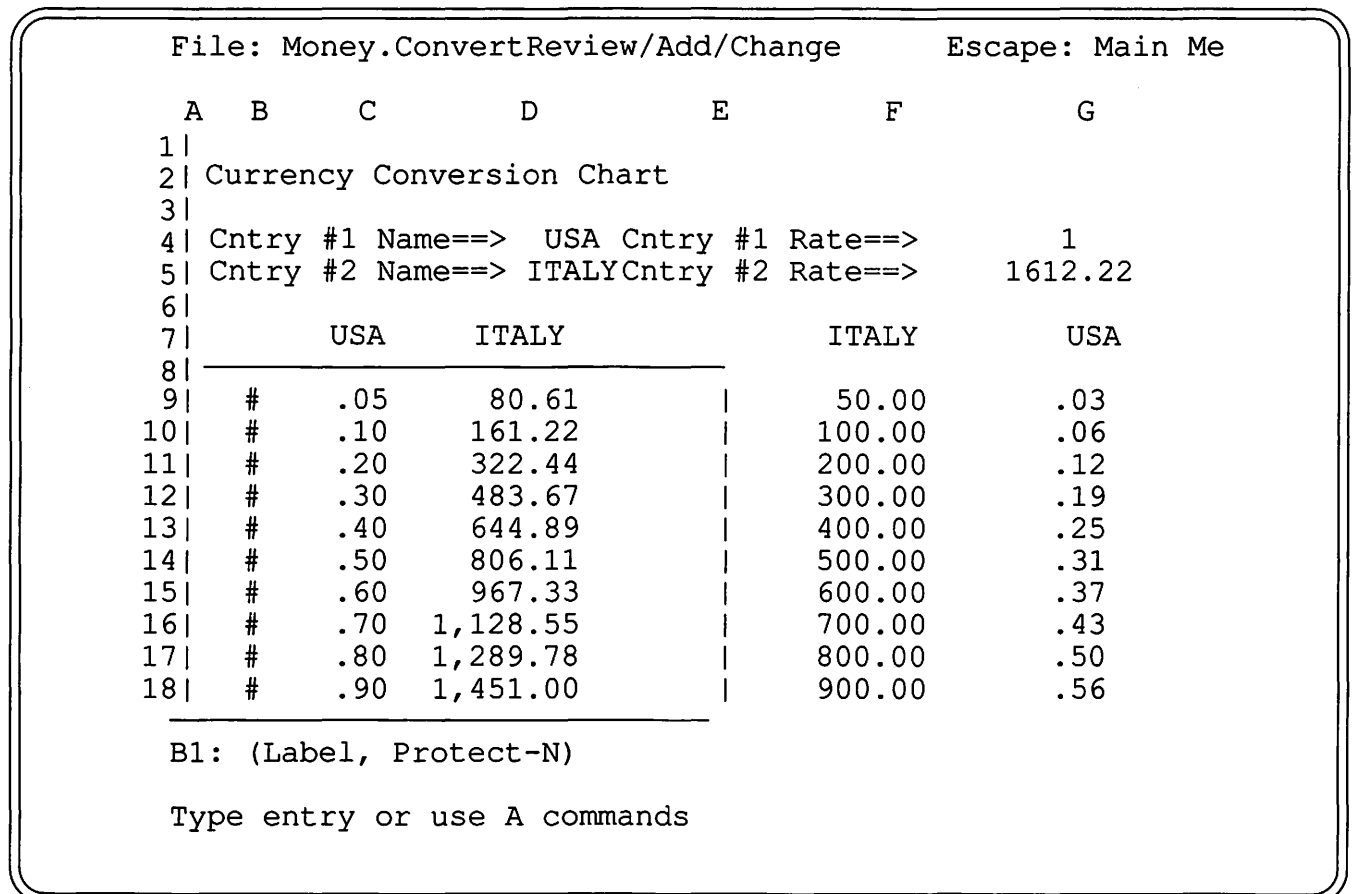 File: Money.ConvertReview/Add/Change Escape: Main Me
A B C D E F G
1|
2| Currency Conversion Chart
3|
4| Cntry #1 Name==> USA Cntry #1 Rate==> 1
5| Cntry #2 Name==> ITALYCntry #2 Rate==> 1612.22
6|
7| USA ITALY ITALY USA
8|
9| # .05 80.61 | 50.00 .03
10| # .10 161.22 | 100.00 .06
11| # .20 322.44 | 200.00 .12
12| # .30 483.67 | 300.00 .19
13| # .40 644.89 | 400.00 .25
14| # .50 806.11 | 500.00 .31
15| # .60 967.33 | 600.00 .37
16| # .70 1,128.55 | 700.00 .43
17| # .80 1,289.78 | 800.00 .50
18| # .90 1,451.00 | 900.00 .56
B1: (Label, Protect-N)
Type entry or use A commands